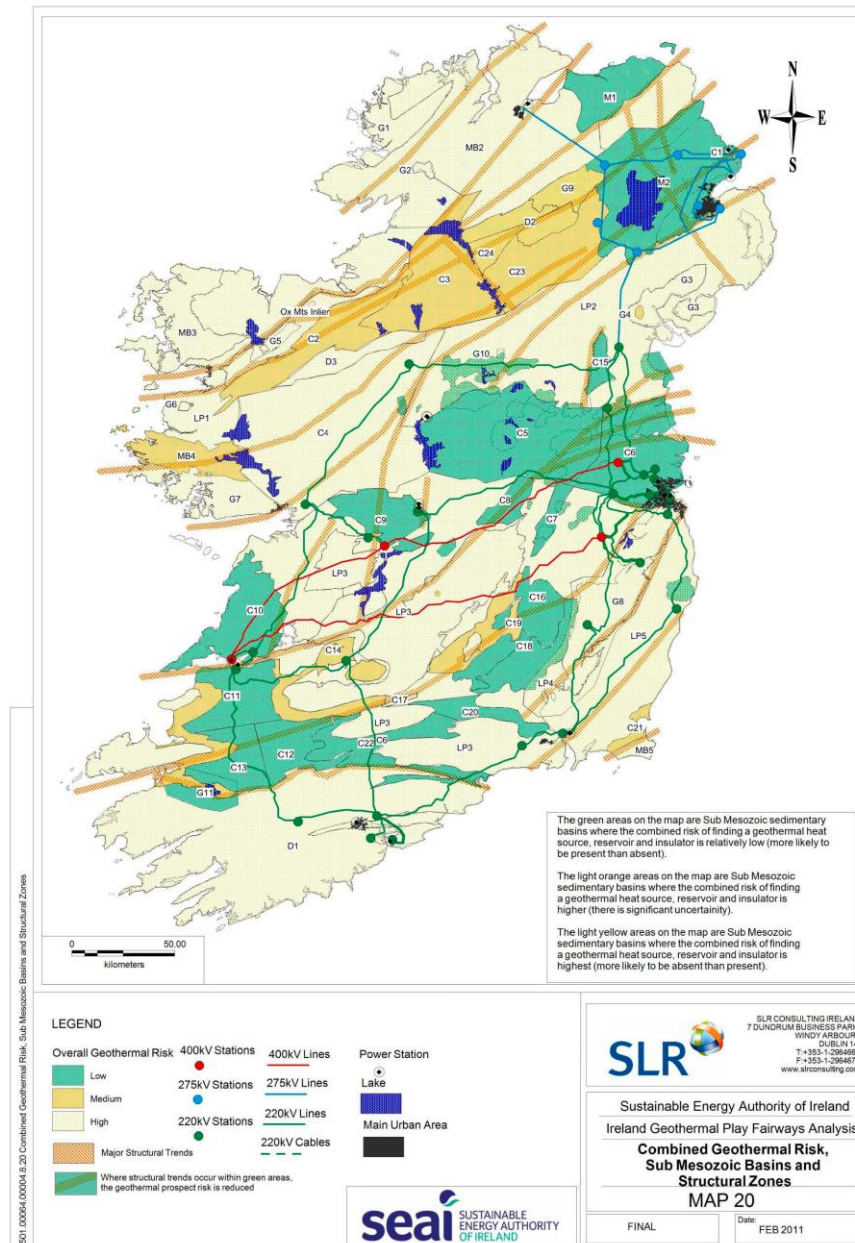 N
W E
S
M1
G1
MB2
C1
G2
M2
G9
D2
C24
C3
C23
G3
G3
Ox Mts Inlier
LP2
G4
MB3
G5
C2
D3
G10
C15
G6
LP1
C4
C5
MB4
C6
G7
C8
C9
C7
LP3
C10
C16
LP3
G8
C19
C14
C18
LP5
C11
LP4
C17
C20
LP3
C6
C22
LP3
C21
C12
MB5
C13
G11
D1
The green areas on the map are Sub Mesozoic sedimentary
basins where the combined risk of finding a geothermal heat
source, reservoir and insulator is relatively low (more likely to
be present than absent).
The light orange areas on the map are Sub Mesozoic
sedimentary basins where the combined risk of finding
a geothermal heat source, reservoir and insulator is
higher (there is significant uncertainity).
The light yellow areas on the map are Sub Mesozoic
sedimentary basins where the combined risk of finding
a geothermal heat source, reservoir and insulator is
highest (more likely to be absent than present).
0 50.00
kilometers
501.00064.00004.8.20 Combined Geothermal Risk, Sub Mesozoic Basins and Structural Zones
LEGEND
Overall Geothermal Risk
Low
Medium
High
Major Structural Trends
Where structural trends occur within green areas,
the geothermal prospect risk is reduced
400kV Stations
275kV Stations
220kV Stations
400kV Lines
275kV Lines
220kV Lines
220kV Cables
Power Station
Lake
Main Urban Area
seai SUSTAINABLE
ENERGY AUTHORITY
OF IRELAND
SLR
SLR CONSULTING IRELAND
7 DUNDRUM BUSINESS PARK
WINDY ARBOUR
DUBLIN 14
T:+353-1-296466
F:+353-1-296467
www.slrconsulting.com
Sustainable Energy Authority of Ireland
Ireland Geothermal Play Fairways Analysis
Combined Geothermal Risk,
Sub Mesozoic Basins and
Structural Zones
MAP 20
FINAL
Date:
FEB 2011